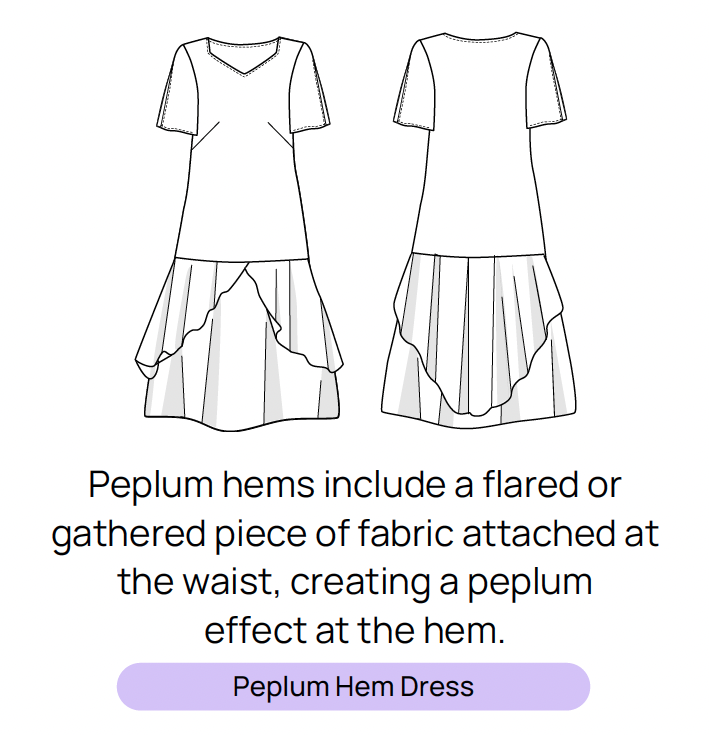 Peplum hems include a flared or
gathered piece of fabric attached at
the waist, creating a peplum
effect at the hem.
Peplum Hem Dress